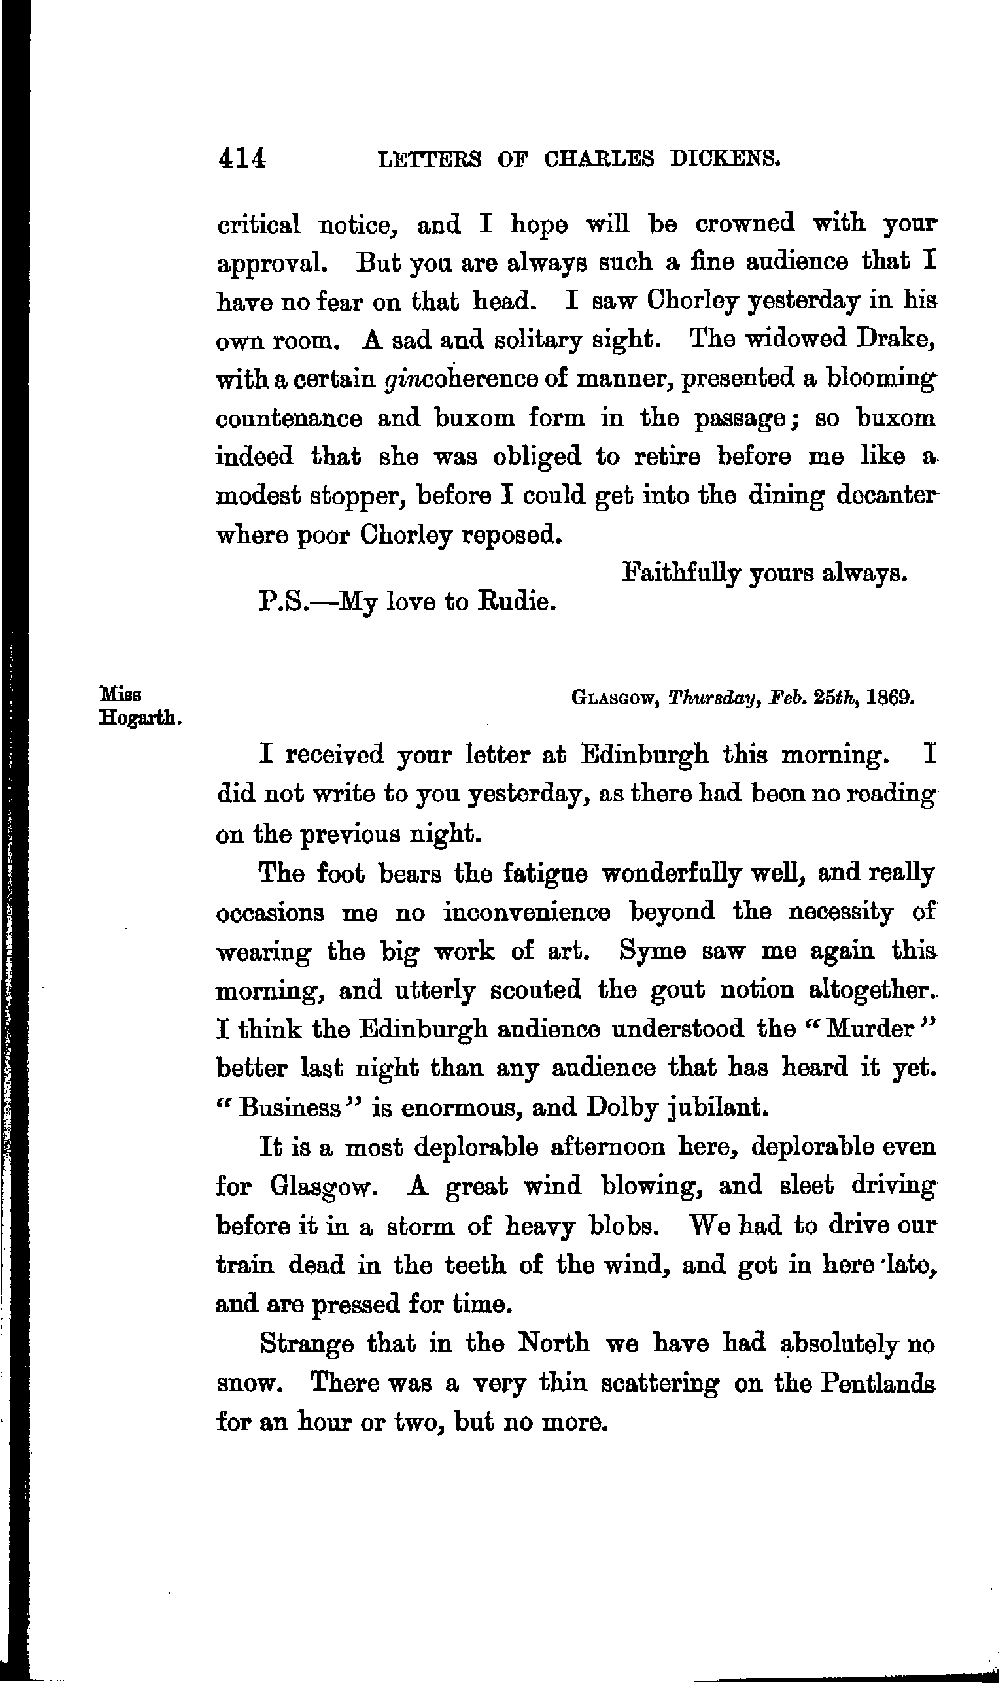 414 LETTERS OF CHARLES DICKENS.
critical notice, and I hope will be crowned with your
approval. But you are always such a fine audience that I
have no fear on that head. I saw Chorley yesterday in his
own room. A sad and solitary sight. The widowed Drake,
with a certain gincoherence of manner, presented a blooming
countenance and buxom form in the passage; so buxom
indeed that she was obliged to retire before me like a
modest stopper, before I could get into the dining decanter
where poor Chorley reposed.
Faithfully yours always.
P.S.—My love to Rudie.
Miss
Hogarth.
GLASGOW, Thursday, Feb. 25th, 1869.
I received your letter at Edinburgh this morning. I
did not write to you yesterday, as there had been no reading
on the previous night.
The foot bears the fatigue wonderfully well, and really
occasions me no inconvenience beyond the necessity of
wearing the big work of art. Syme saw me again this
morning, and utterly scouted the gout notion altogether.
I think the Edinburgh audience understood the "Murder"
better last night than any audience that has heard it yet.
"Business" is enormous, and Dolby jubilant.
It is a most deplorable afternoon here, deplorable even
for Glasgow. A great wind blowing, and sleet driving
before it in a storm of heavy blobs. We had to drive our
train dead in the teeth of the wind, and got in here late,
and are pressed for time.
Strange that in the North we have had absolutely no
snow. There was a very thin scattering on the Pentlands
for an hour or two, but no more.